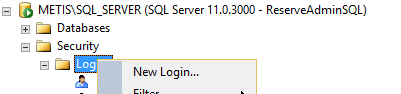 METIS\SQL_SERVER (SQL Server 11.0.3000 - ReserveAdminSQL)
Databases
Security
New Login...